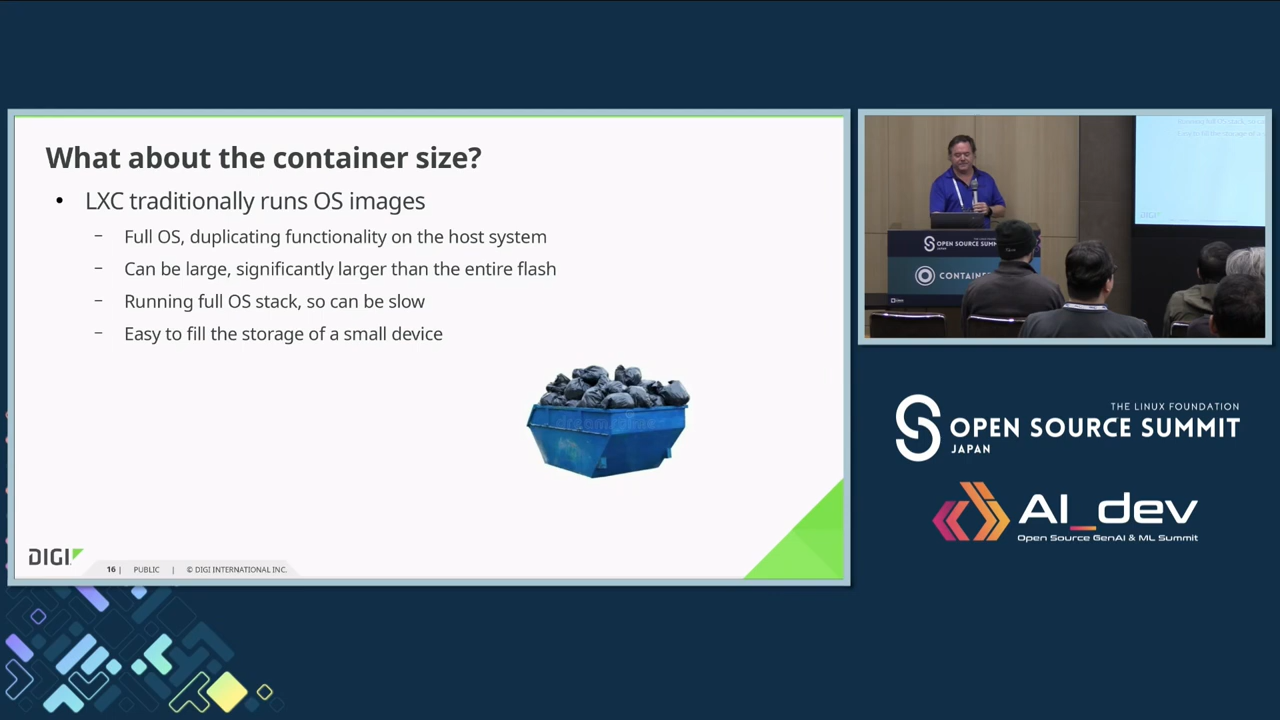 What about the container size?
• LXC traditionally runs OS images
– Full OS, duplicating functionality on the host system
– Can be large, significantly larger than the entire flash
– Running full OS stack, so can be slow
– Easy to fill the storage of a small device
DIGI
16 | PUBLIC | © DIGI INTERNATIONAL INC.
OPEN SOURCE SUMM
JAPAN
CONTAIN
THE LINUX FOUNDATION
OPEN SOURCE SUMMIT
JAPAN
AI_dev
Open Source GenAI & ML Summit